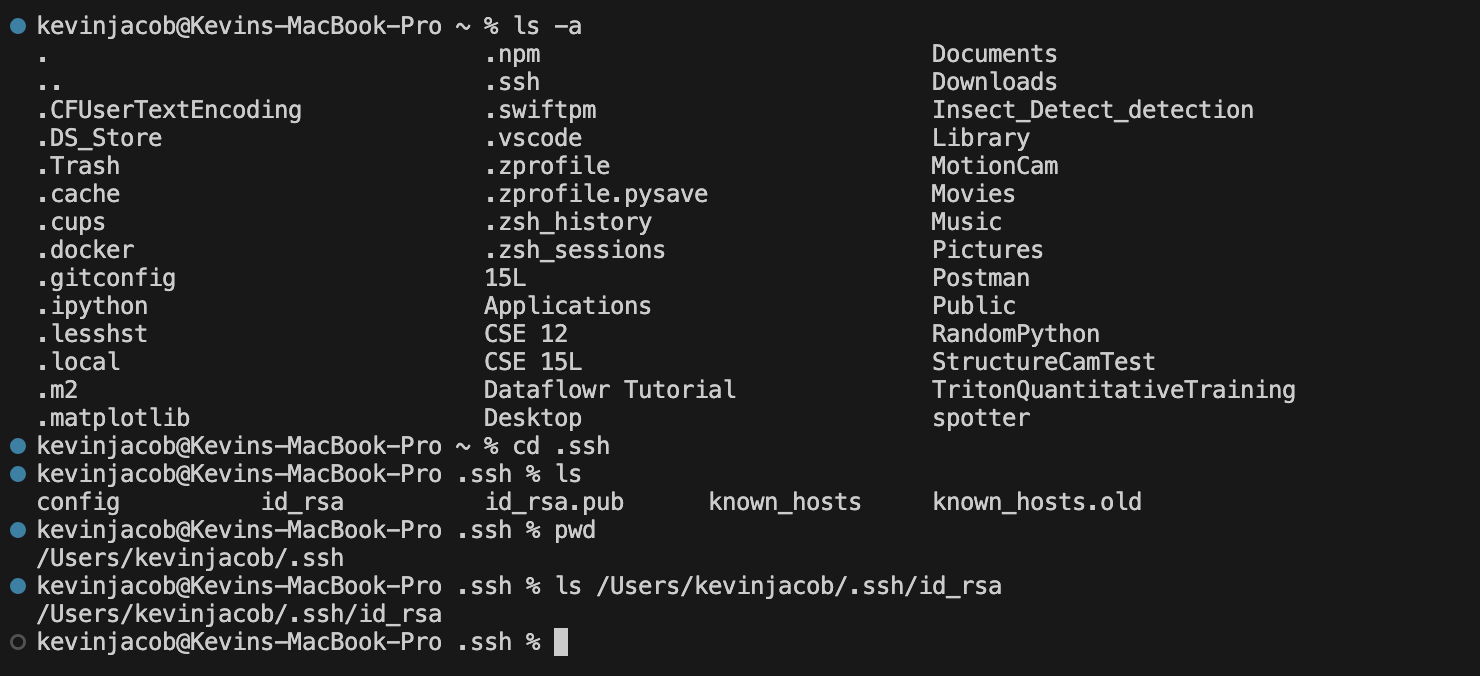 kevinjacob@Kevins-MacBook-Pro ~ % ls -a
. .npm Documents
.. .ssh Downloads
.CFUserTextEncoding .swiftpm Insect_Detect_detection
.DS_Store .vscode Library
.Trash .zprofile MotionCam
.cache .zprofile.pysave Movies
.cups .zsh_history Music
.docker .zsh_sessions Pictures
.gitconfig 15L Postman
.ipython Applications Public
.lesshst CSE 12 RandomPython
.local CSE 15L StructureCamTest
.m2 Dataflowr Tutorial TritonQuantitativeTraining
.matplotlib Desktop spotter
kevinjacob@Kevins-MacBook-Pro ~ % cd .ssh
kevinjacob@Kevins-MacBook-Pro .ssh % ls
config id_rsa id_rsa.pub known_hosts known_hosts.old
kevinjacob@Kevins-MacBook-Pro .ssh % pwd
/Users/kevinjacob/.ssh
kevinjacob@Kevins-MacBook-Pro .ssh % ls /Users/kevinjacob/.ssh/id_rsa
/Users/kevinjacob/.ssh/id_rsa
kevinjacob@Kevins-MacBook-Pro .ssh %